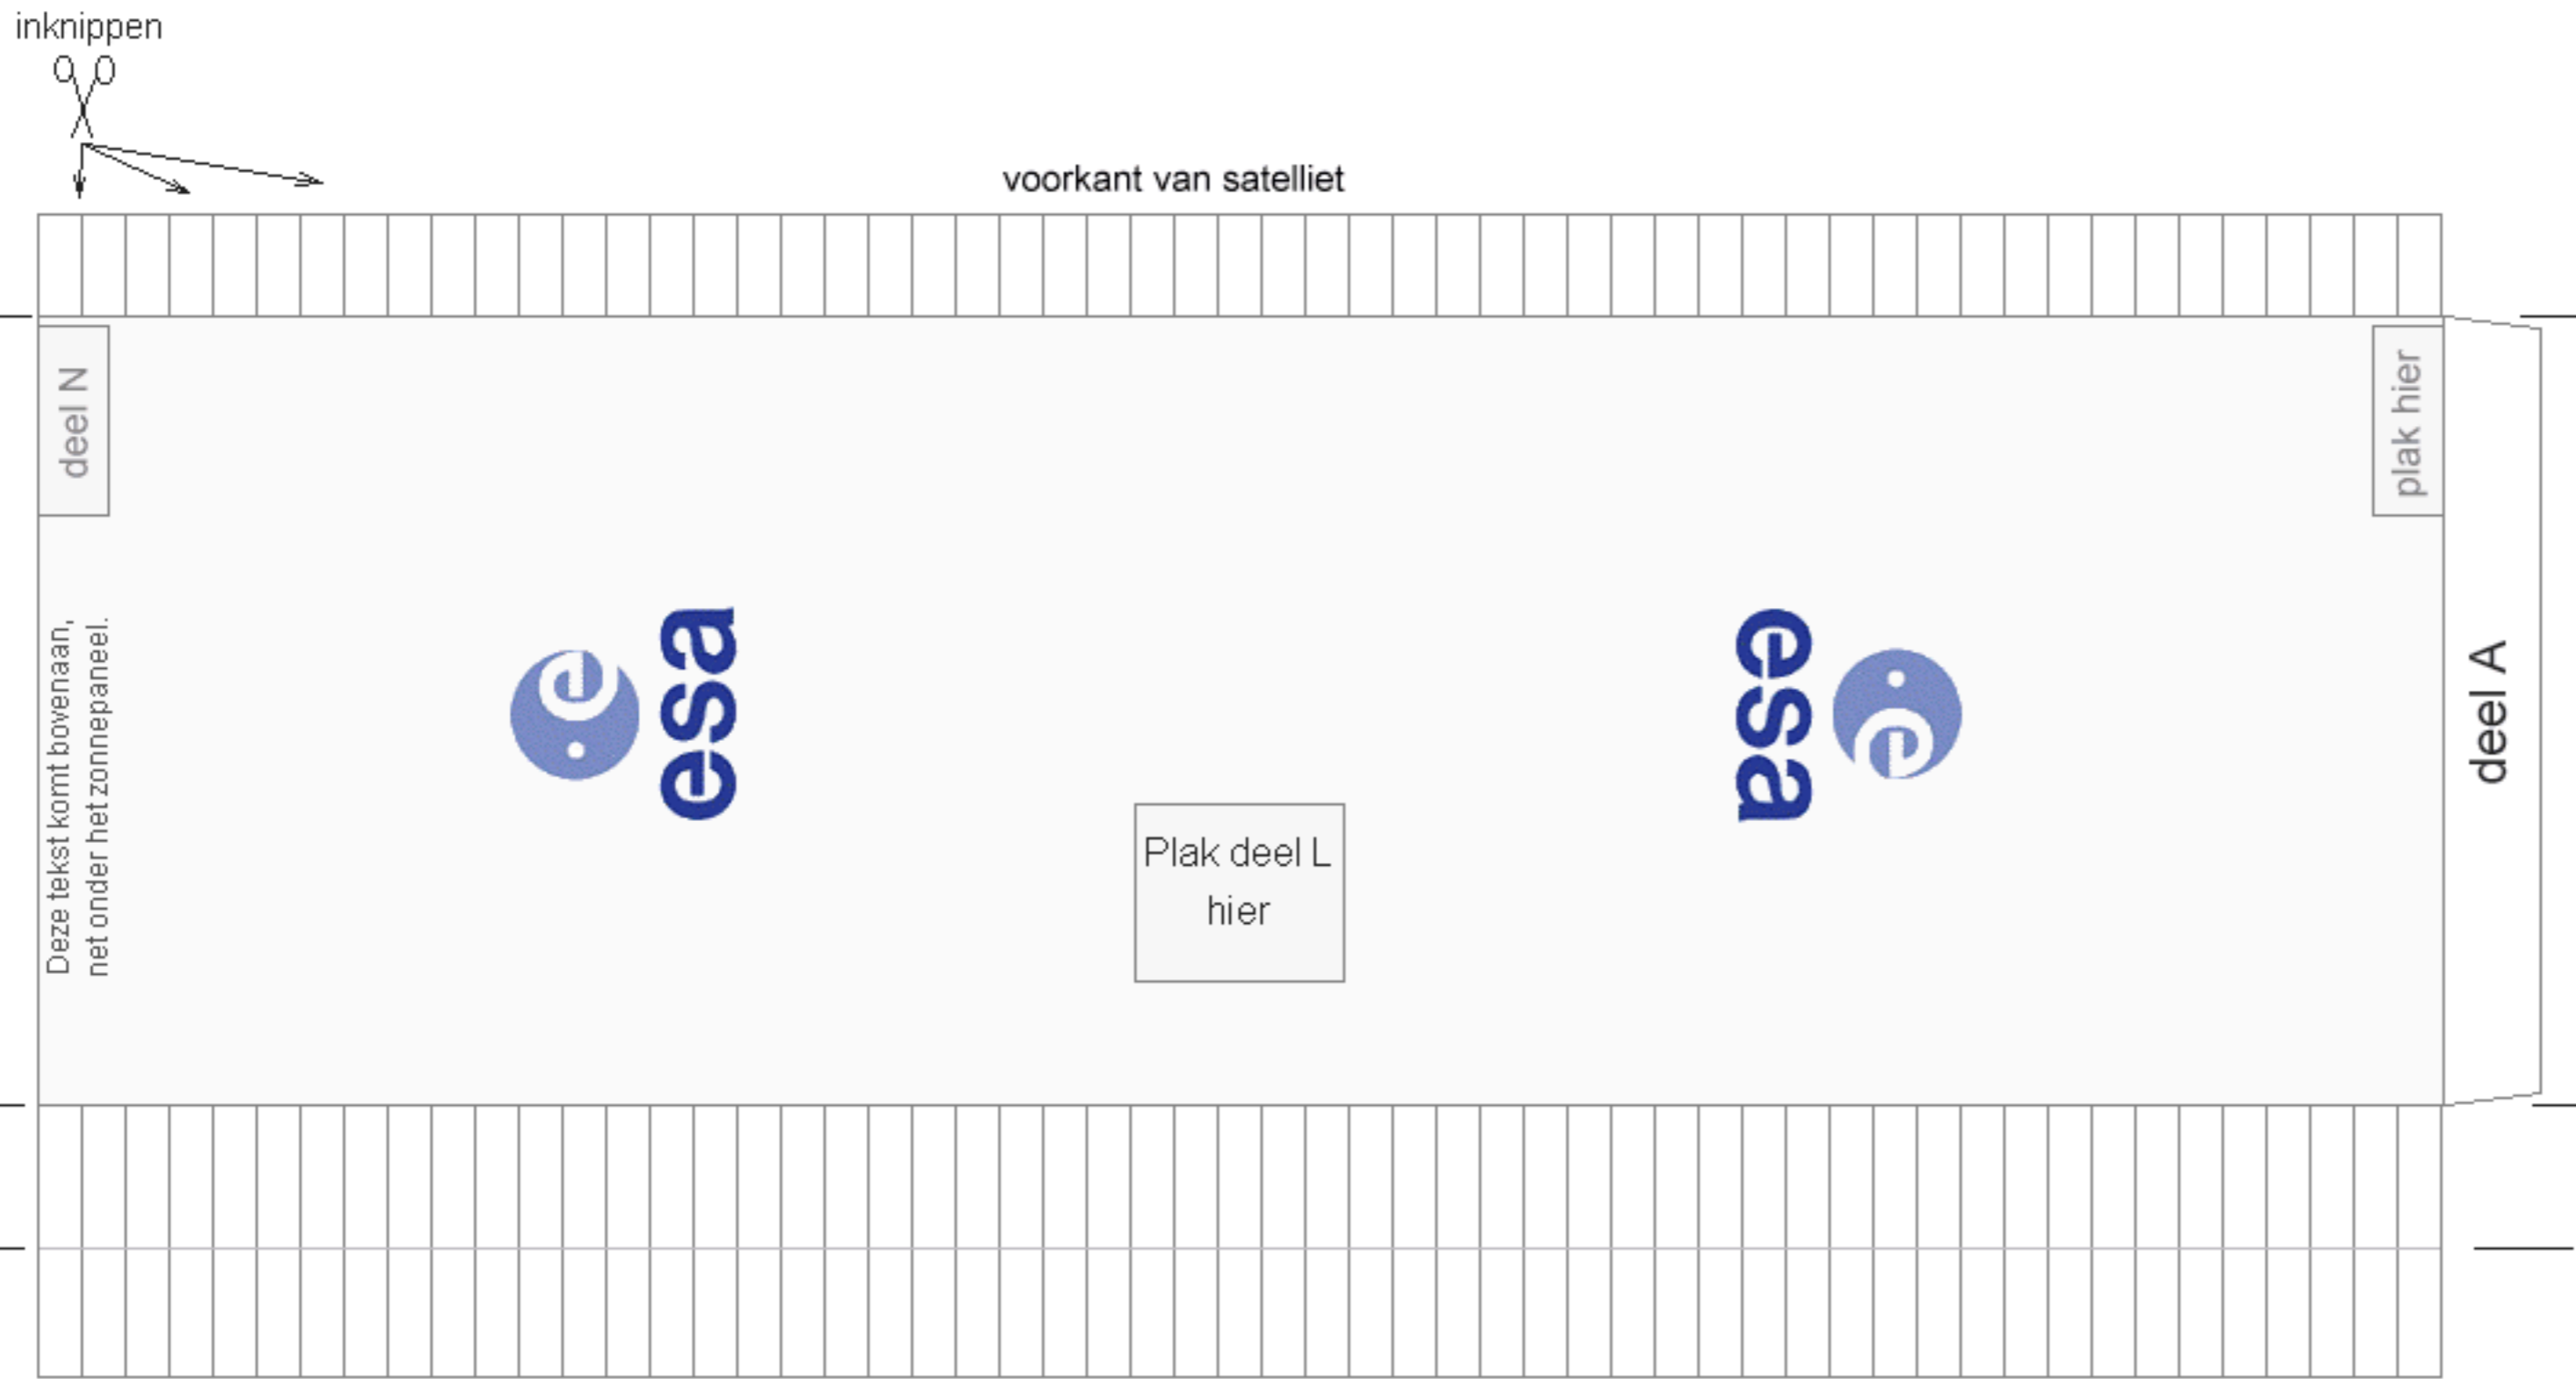 inknippen
voorkant van satelliet
deel N
plak hier
Deze tekst komt bovenaan,
net onder het zonnepaneel.
esa
esa
Plak deel L
hier
deel A